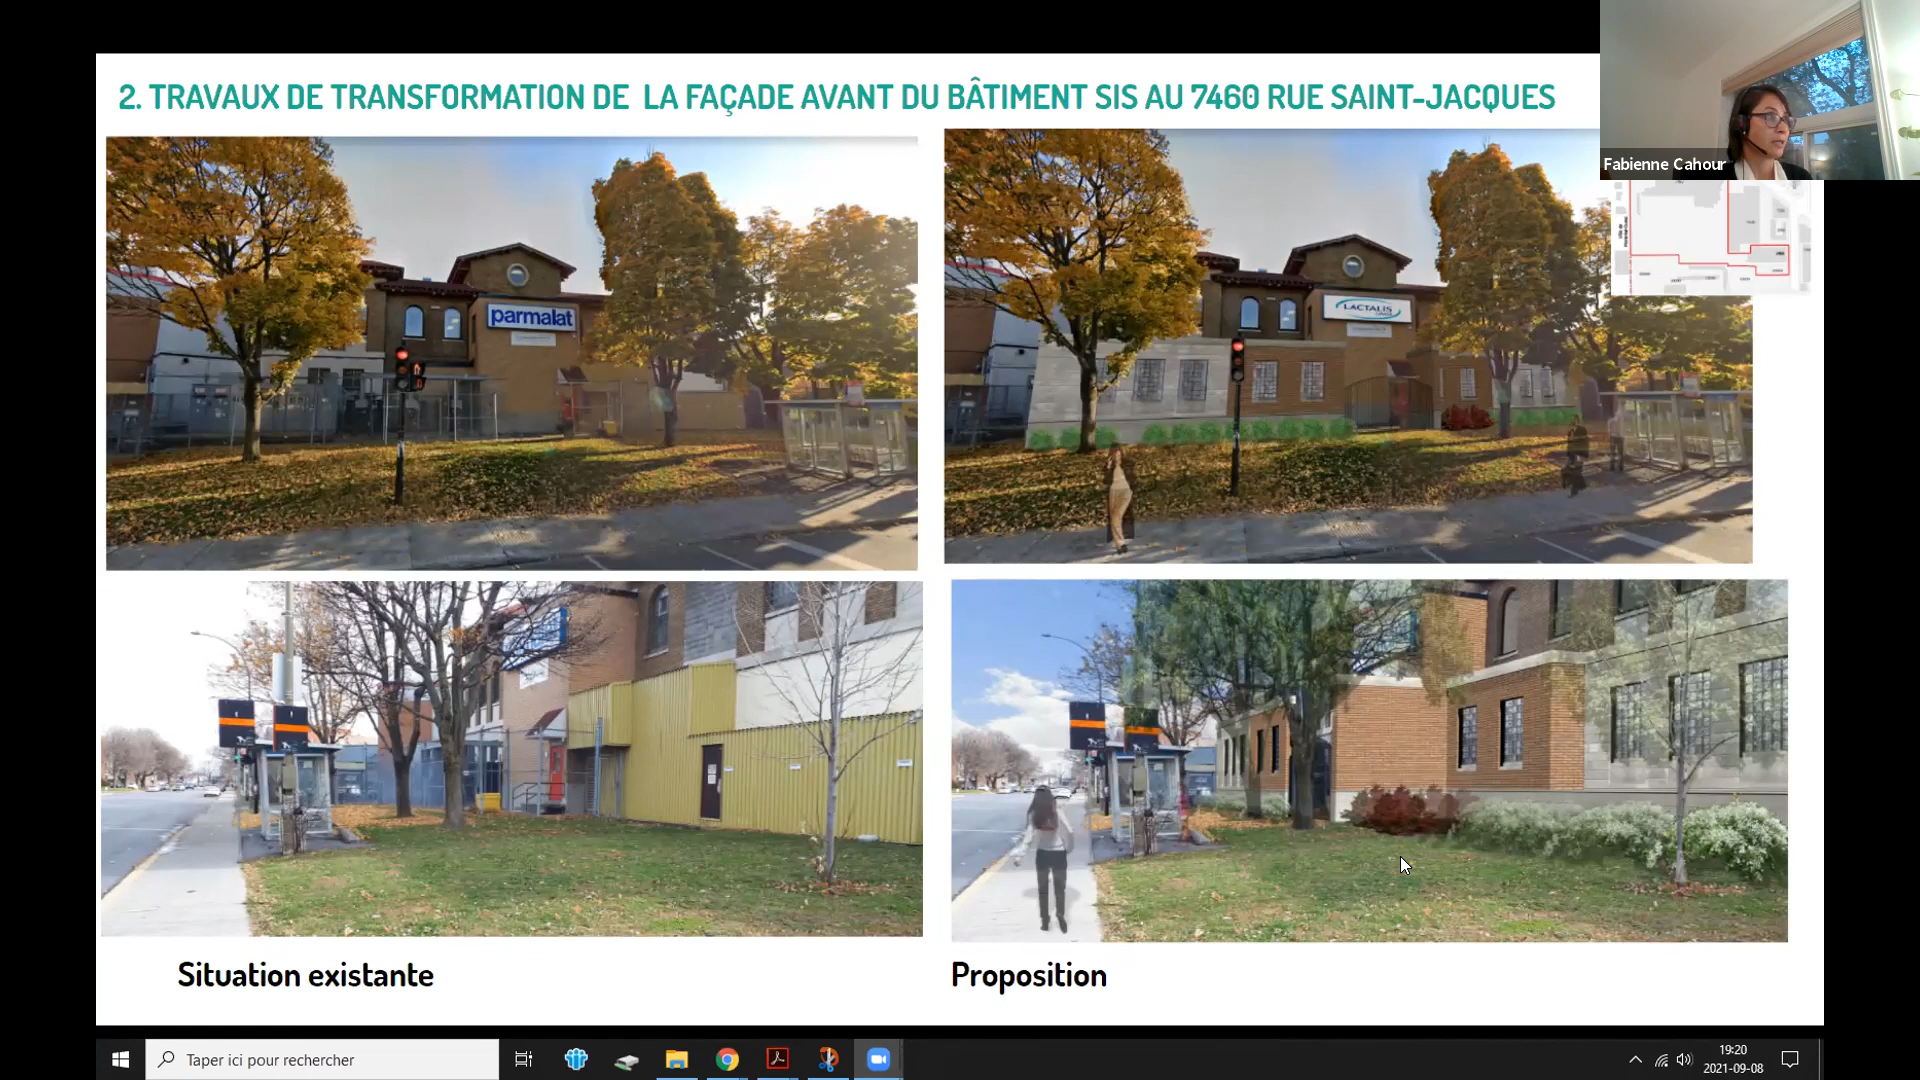 2. TRAVAUX DE TRANSFORMATION DE LA FAÇADE AVANT DU BÂTIMENT SIS AU 7460 RUE SAINT-JACQUES
Fabienne Cahour
parmalat
LACTALIS
Situation existante
Proposition
Taper ici pour rechercher
19:20
2021-09-08